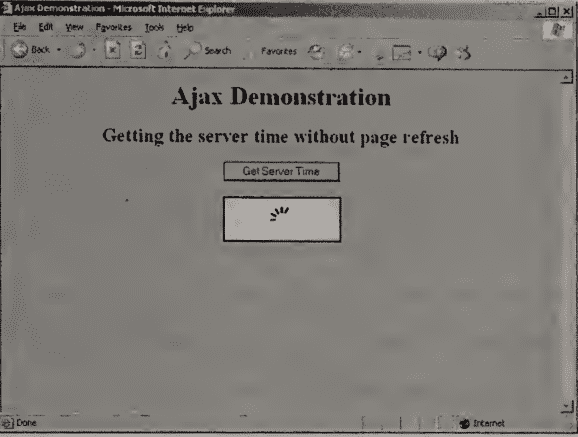 Ajax Demonstration - Microsoft Internet Explorer
File Edit View Favorites Tools Help
Back Search Favorites
Ajax Demonstration
Getting the server time without page refresh
Get Server Time
Done Internet